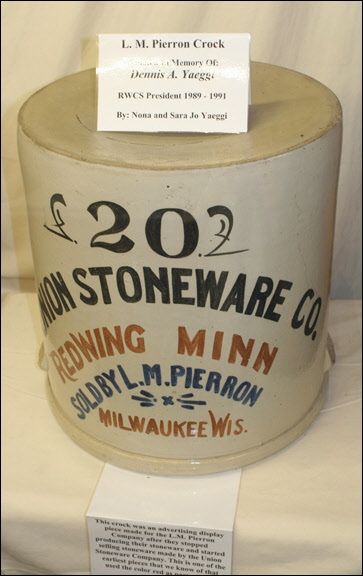 L. M. Pierron Crock
In Memory Of:
Dennis A. Yaeggi
RWCS President 1989 - 1991
By: Nona and Sara Jo Yaeggi
20
UNION STONEWARE CO.
REDWING MINN
SOLD BY L.M. PIERRON
MILWAUKEE WIS.
This crock was an advertising display
piece made for the L.M. Pierron
Company after they stopped
producing their stoneware and started
selling stoneware made by the Union
Stoneware Company. This is one of the
earliest pieces that we know of that
used the color red as